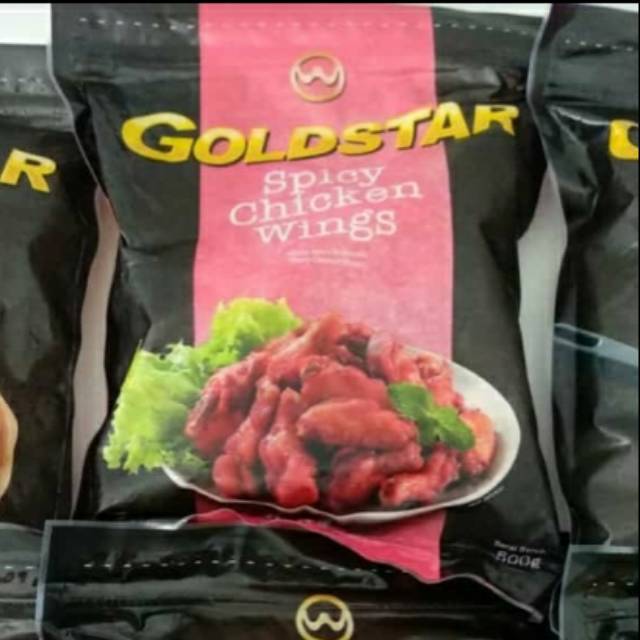 GOLDSTAR
Spicy
Chicken
Wings
500g
R